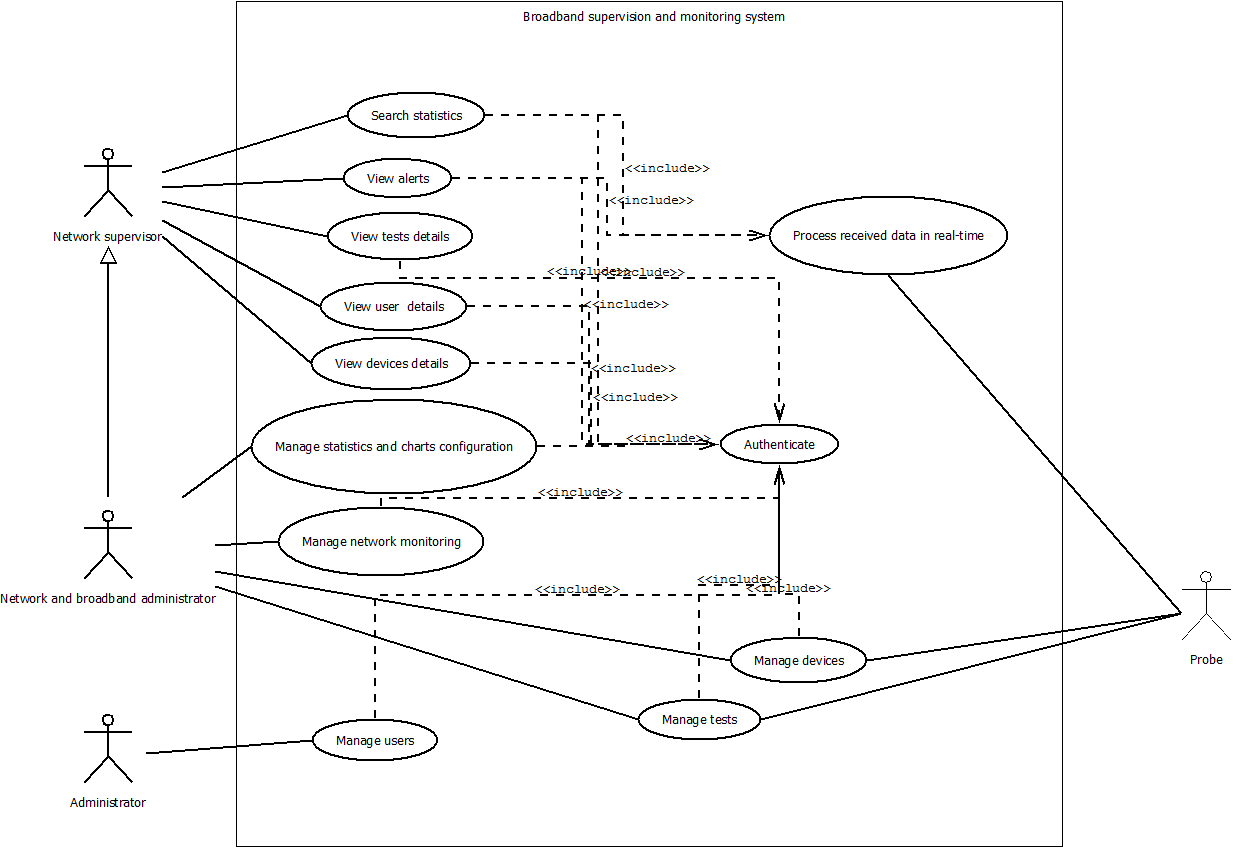 Broadband supervision and monitoring system
Search statistics
<<include>>
View alerts
<<include>>
Network supervisor
View tests details
Process received data in real-time
<<include>>
<<include>>
View user  details
<<include>>
View devices details
<<include>>
<<include>>
Manage statistics and charts configuration
<<include>>
Authenticate
<<include>>
Manage network monitoring
<<include>>
<<include>>
<<include>>
Network and broadband administrator
Manage devices
Probe
Manage tests
Manage users
Administrator